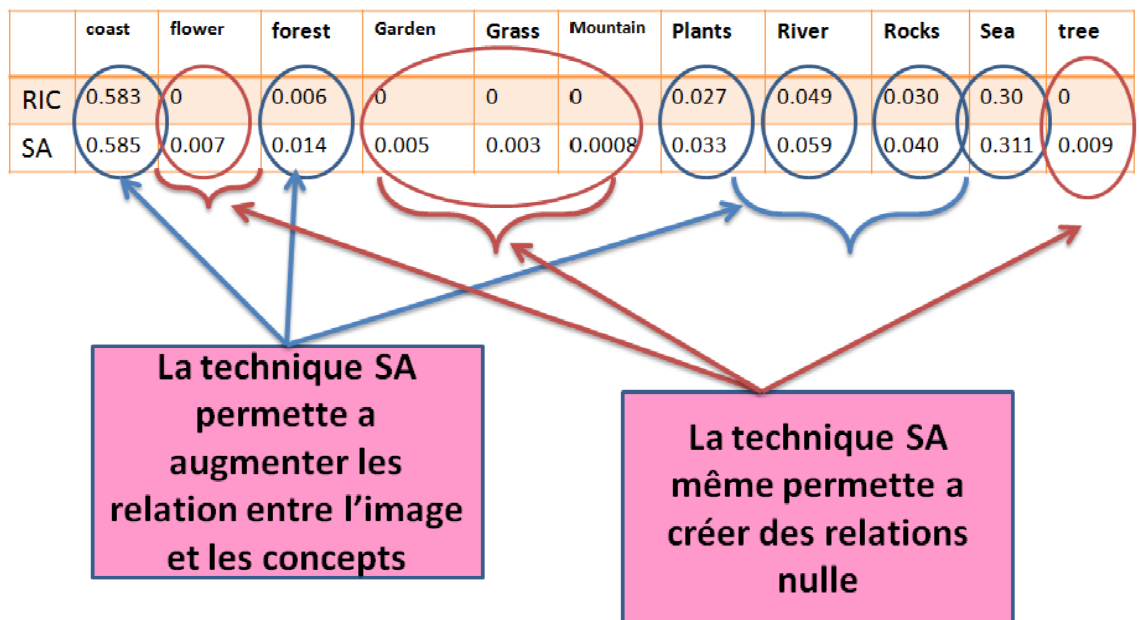 coast flower forest Garden Grass Mountain Plants River Rocks Sea tree
RIC 0.583 0 0.006 0 0 0 0.027 0.049 0.030 0.30 0
SA 0.585 0.007 0.014 0.005 0.003 0.0008 0.033 0.059 0.040 0.311 0.009
La technique SA
permette a
augmenter les
relation entre l'image
et les concepts
La technique SA
même permette a
créer des relations
nulle